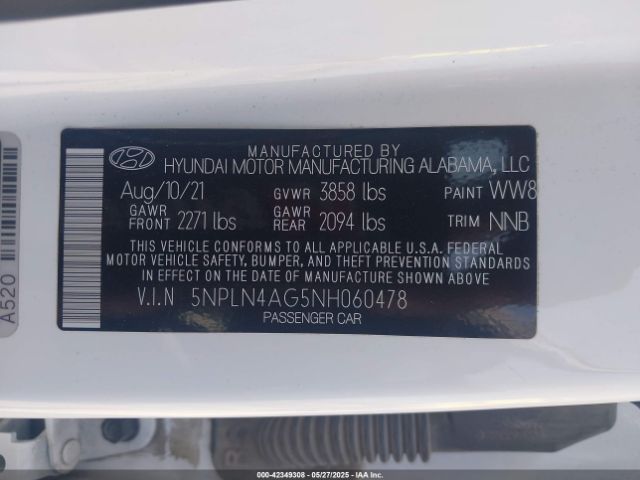 MANUFACTURED BY
HYUNDAI MOTOR MANUFACTURING ALABAMA, LLC
Aug/10/21 GVWR 3858 lbs PAINT WW8
GAWR FRONT 2271 lbs GAWR REAR 2094 lbs TRIM NNB
THIS VEHICLE CONFORMS TO ALL APPLICABLE U.S.A. FEDERAL
MOTOR VEHICLE SAFETY, BUMPER, AND THEFT PREVENTION STANDARDS
IN EFFECT ON THE DATE OF MANUFACTURE SHOWN ABOVE.
V.I.N 5NPLN4AG5NH060478
PASSENGER CAR
A520
00-42349308 - 05/27/2025 - IAAI.COM